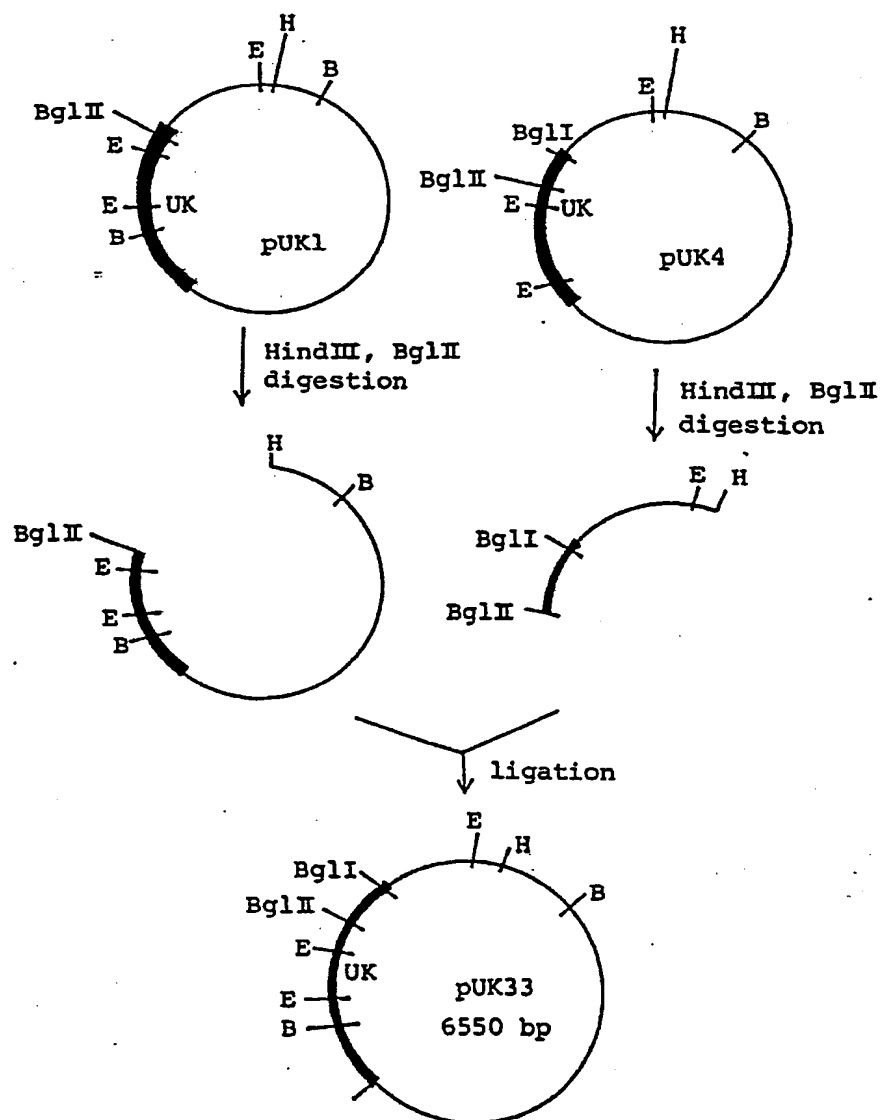 H
E
B
BglII
E
E
UK
B
pUK1
H
E
B
BglI
BglII
E
UK
pUK4
E
HindIII, BglII
digestion
HindIII, BglII
digestion
H
B
BglII
E
E
B
E
H
BglI
BglII
ligation
E
H
B
BglI
BglII
E
UK
E
B
pUK33
6550 bp